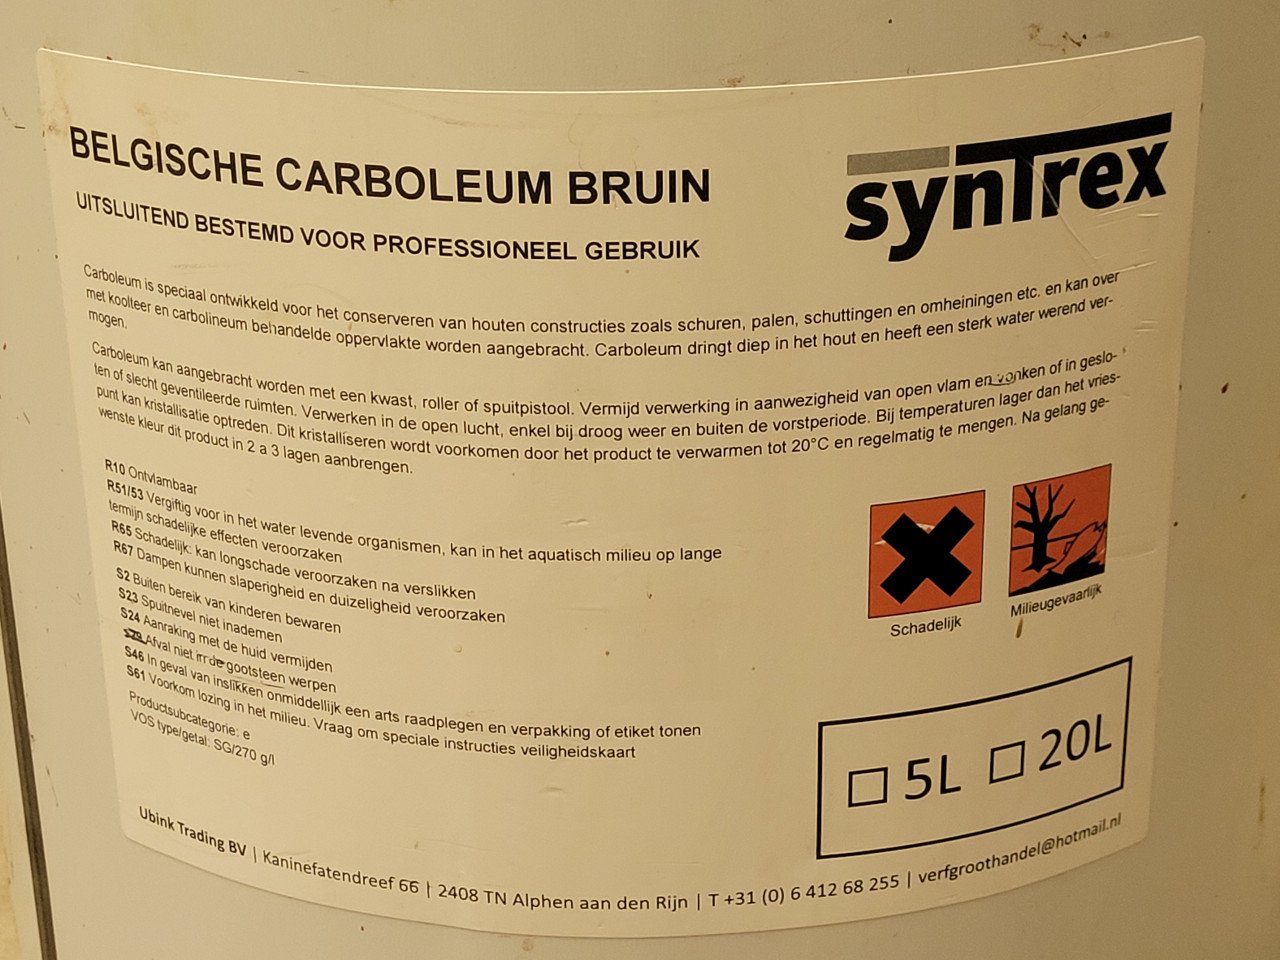 BELGISCHE CARBOLEUM BRUIN
synTrex
UITSLUITEND BESTEMD VOOR PROFESSIONEEL GEBRUIK
Carboleum is speciaal ontwikkeld voor het conserveren van houten constructies zoals schuren, palen, schuttingen en omheiningen etc. en kan over
met koolteer en carbolineum behandelde oppervlakte worden aangebracht. Carboleum dringt diep in het hout en heeft een sterk water werend ver-
mogen.
Carboleum kan aangebracht worden met een kwast, roller of spuitpistool. Vermijd verwerking in aanwezigheid van open vlam en vonken of in geslo-
ten of slecht geventileerde ruimten. Verwerken in de open lucht, enkel bij droog weer en buiten de vorstperiode. Bij temperaturen lager dan het vries-
punt kan kristallisatie optreden. Dit kristalliseren wordt voorkomen door het product te verwarmen tot 20°C en regelmatig te mengen. Na gelang ge-
wenste kleur dit product in 2 a 3 lagen aanbrengen.
R10 Ontvlambaar
R51/53 Vergiftig voor in het water levende organismen, kan in het aquatisch milieu op lange
termijn schadelijke effecten veroorzaken
R65 Schadelijk: kan longschade veroorzaken na verslikken
R67 Dampen kunnen slaperigheid en duizeligheid veroorzaken
S2 Buiten bereik van kinderen bewaren
S23 Spuitnevel niet inademen
S24 Aanraking met de huid vermijden
S29 Afval niet in de gootsteen werpen
S46 In geval van inslikken onmiddellijk een arts raadplegen en verpakking of etiket tonen
S61 Voorkom lozing in het milieu. Vraag om speciale instructies veiligheidskaart
Productsubcategorie: e
VOS type/getal: SG/270 g/l
Schadelijk
Milieugevaarlijk
5L 20L
Ubink Trading BV | Kaninefatendreef 66 | 2408 TN Alphen aan den Rijn | T +31 (0) 6 412 68 255 | verfgroothandel@hotmail.nl